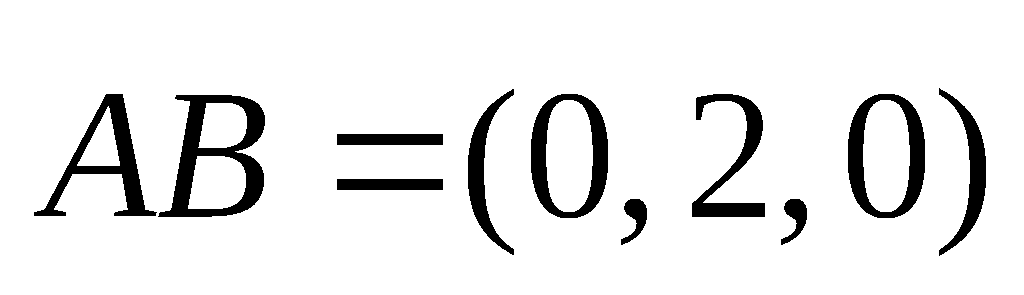 AB = (0, 2, 0)